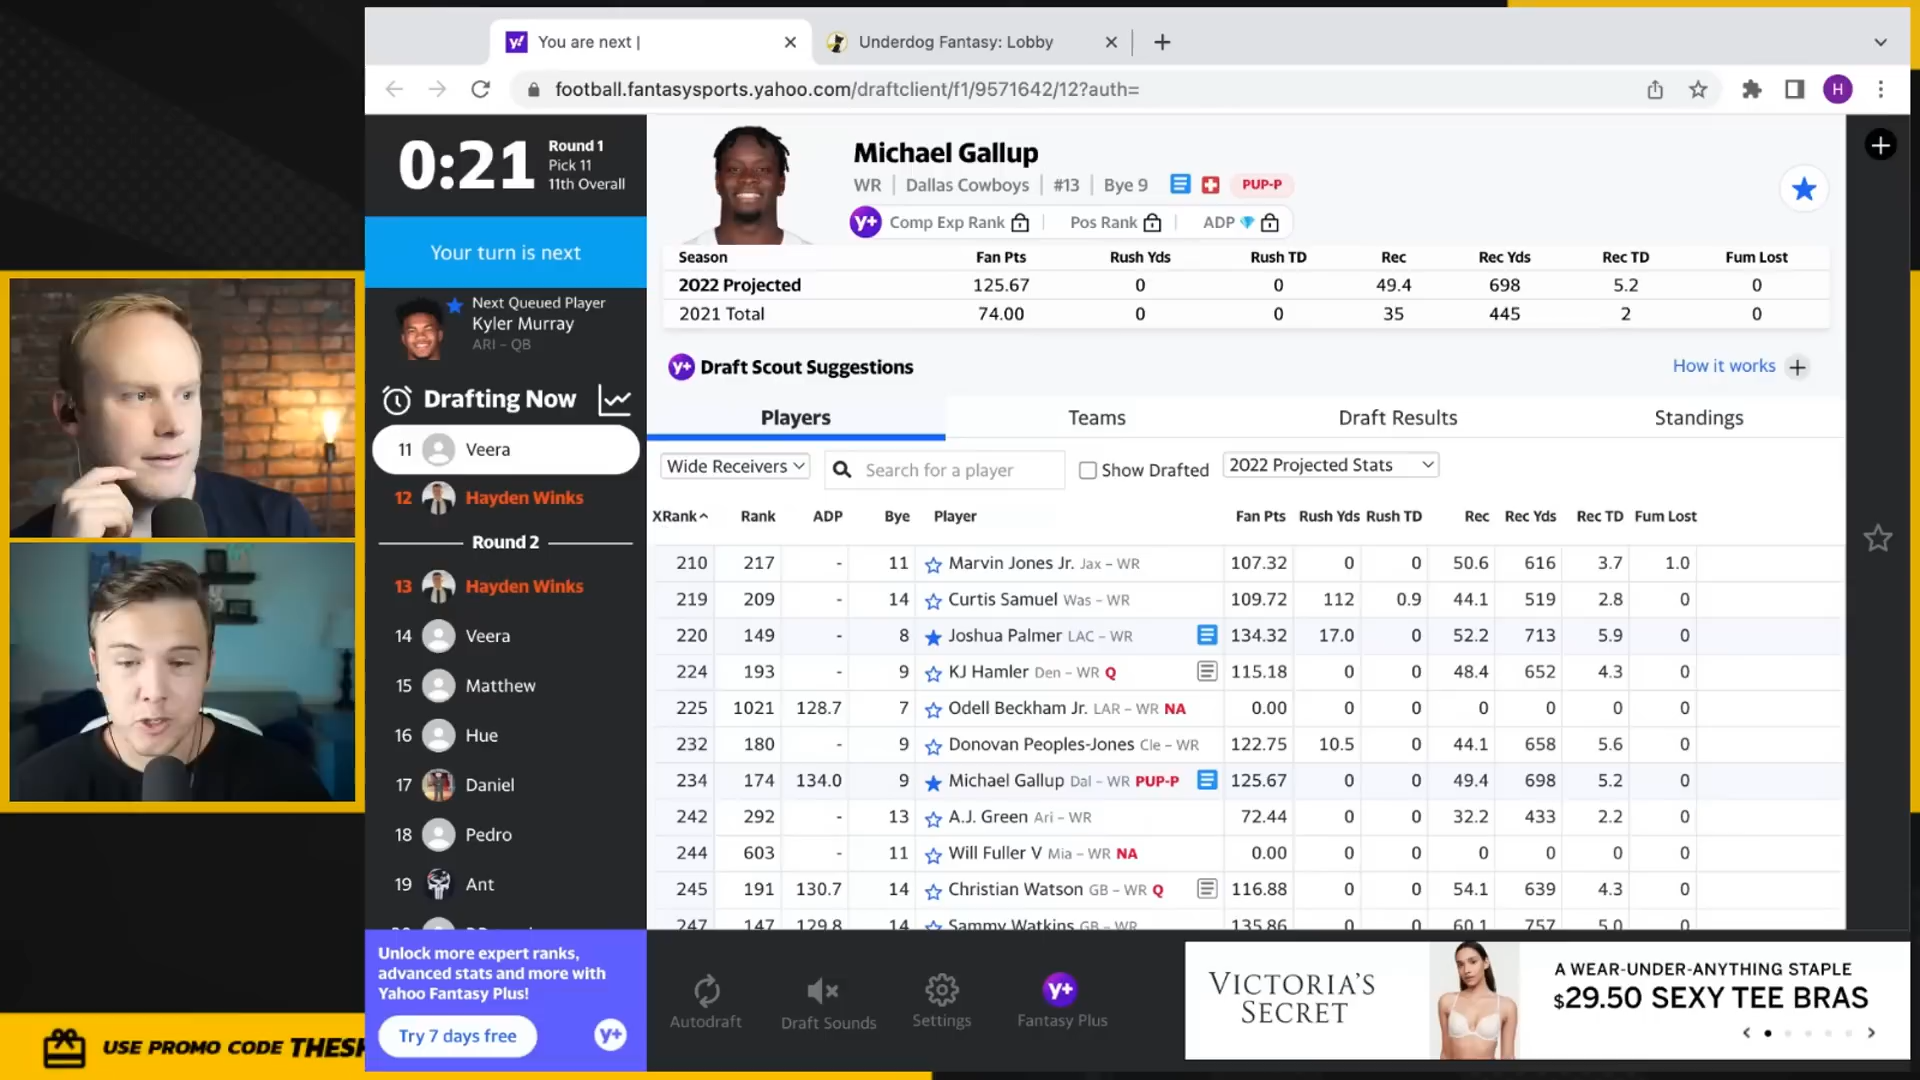 You are next |
Underdog Fantasy: Lobby
football.fantasysports.yahoo.com/draftclient/f1/9571642/12?auth=
H
0:21
Round 1
Pick 11
11th Overall
Your turn is next
Next Queued Player
Kyler Murray
ARI – QB
Drafting Now
11 Veera
12 Hayden Winks
Round 2
13 Hayden Winks
14 Veera
15 Matthew
16 Hue
17 Daniel
18 Pedro
19 Ant
Unlock more expert ranks,
advanced stats and more with
Yahoo Fantasy Plus!
Try 7 days free
y+
Michael Gallup
WR | Dallas Cowboys | #13 | Bye 9 PUP-P
y+ Comp Exp Rank | Pos Rank | ADP
Season Fan Pts Rush Yds Rush TD Rec Rec Yds Rec TD Fum Lost
2022 Projected 125.67 0 0 49.4 698 5.2 0
2021 Total 74.00 0 0 35 445 2 0
y+ Draft Scout Suggestions
How it works +
Players Teams Draft Results Standings
Wide Receivers
Search for a player
Show Drafted
2022 Projected Stats
XRank Rank ADP Bye Player Fan Pts Rush Yds Rush TD Rec Rec Yds Rec TD Fum Lost
210 217 - 11 Marvin Jones Jr. Jax – WR 107.32 0 0 50.6 616 3.7 1.0
219 209 - 14 Curtis Samuel Was – WR 109.72 112 0.9 44.1 519 2.8 0
220 149 - 8 Joshua Palmer LAC – WR 134.32 17.0 0 52.2 713 5.9 0
224 193 - 9 KJ Hamler Den – WR Q 115.18 0 0 48.4 652 4.3 0
225 1021 128.7 7 Odell Beckham Jr. LAR – WR NA 0.00 0 0 0 0 0 0
232 180 - 9 Donovan Peoples-Jones Cle – WR 122.75 10.5 0 44.1 658 5.6 0
234 174 134.0 9 Michael Gallup Dal – WR PUP-P 125.67 0 0 49.4 698 5.2 0
242 292 - 13 A.J. Green Ari – WR 72.44 0 0 32.2 433 2.2 0
244 603 - 11 Will Fuller V Mia – WR NA 0.00 0 0 0 0 0 0
245 191 130.7 14 Christian Watson GB – WR Q 116.88 0 0 54.1 639 4.3 0
247 147 129.8 14 Sammy Watkins GB – WR 135.86 0 0 60.1 757 5.0 0
Autodraft
Draft Sounds
Settings
y+
Fantasy Plus
VICTORIA'S
SECRET
A WEAR-UNDER-ANYTHING STAPLE
$29.50 SEXY TEE BRAS
USE PROMO CODE